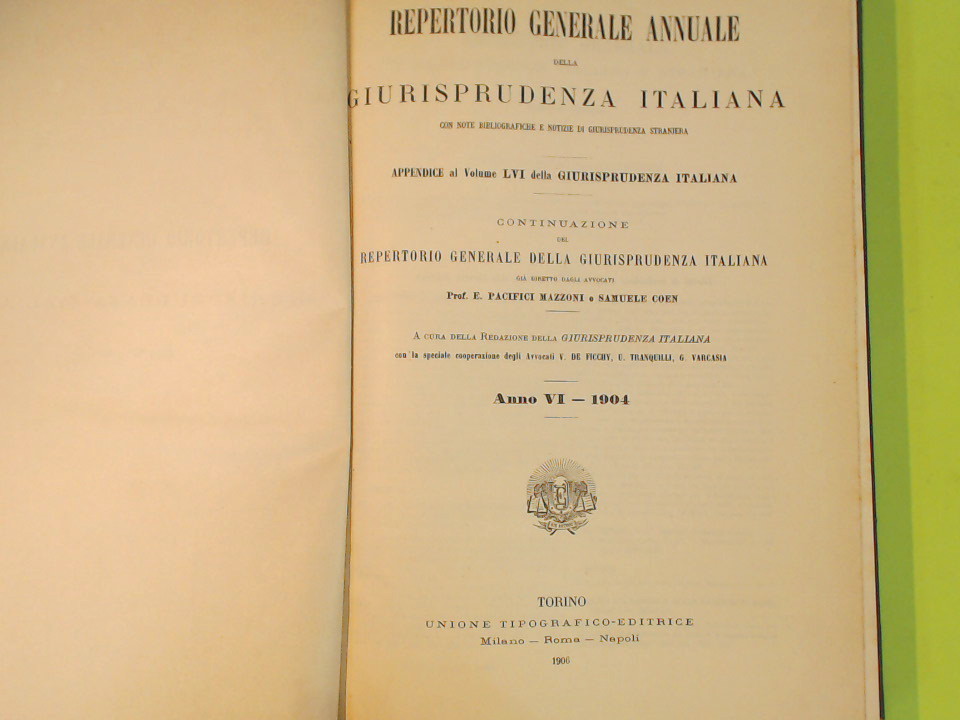 REPERTORIO GENERALE ANNUALE
DELLA
GIURISPRUDENZA ITALIANA
CON NOTE BIBLIOGRAFICHE E NOTIZIE DI GIURISPRUDENZA STRANIERA
APPENDICE al Volume LVI della GIURISPRUDENZA ITALIANA
CONTINUAZIONE
DEL
REPERTORIO GENERALE DELLA GIURISPRUDENZA ITALIANA
GIÀ DIRETTO DAGLI AVVOCATI
Prof. E. PACIFICI MAZZONI e SAMUELE COEN
A CURA DELLA REDAZIONE DELLA GIURISPRUDENZA ITALIANA
con la speciale cooperazione degli Avvocati V. DE FICCHY, U. TRANQUILLI, G. VARCASIA
Anno VI — 1904
TORINO
UNIONE TIPOGRAFICO-EDITRICE
Milano — Roma — Napoli
1906